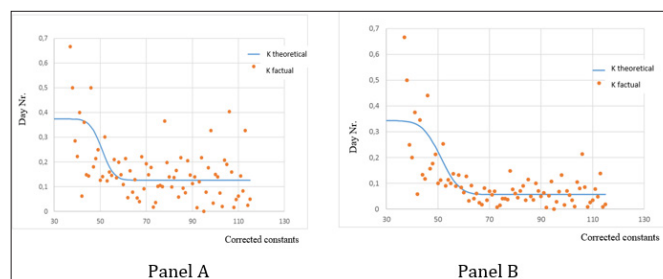 0,7
0,6
0,5
0,4
0,3
0,2
0,1
0
30
50
70
90
110
130
Day Nr.
K theoretical
K factual
Corrected constants
Panel A
0,7
0,6
0,5
0,4
0,3
0,2
0,1
0
30
50
70
90
110
130
Day Nr.
K theoretical
K factual
Corrected constants
Panel B